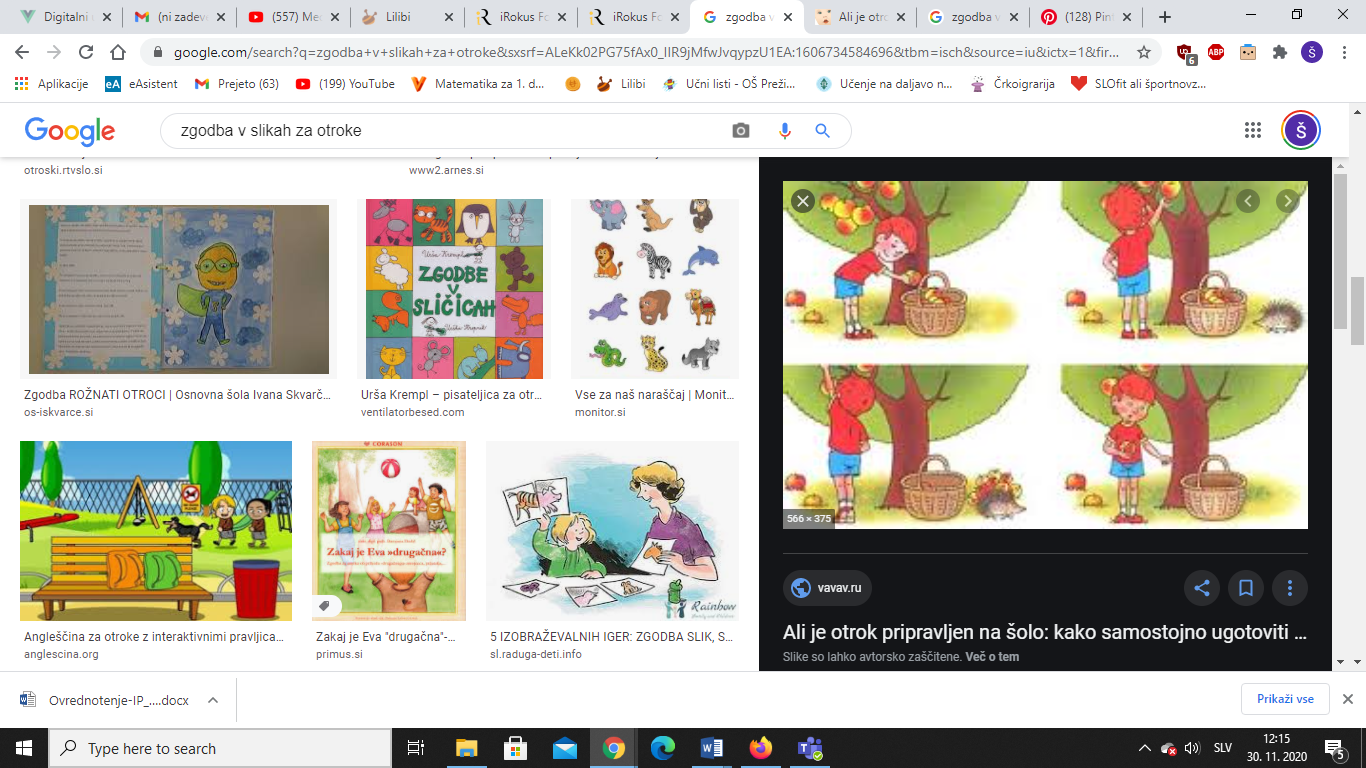 Digitalni
(ni zadev
(557) Me
Lilibi
iRokus Fo
iRokus Fo
zgodba v
Ali je otro
zgodba v
(128) Pin
google.com/search?q=zgodba+v+slikah+za+otroke&sxsrf=ALeKk02PG75fAx0_IIR9jMfwJvqypzU1EA:1606734584696&tbm=isch&source=iu&ictx=1&fir...
6
ABP
Š
Aplikacije
eA
eAsistent
Prejeto (63)
(199) YouTube
Matematika za 1. d...
Lilibi
Učni listi - OŠ Preži...
Učenje na daljavo n...
Črkoigrarija
SLOfit ali športnovz...
Google
zgodba v slikah za otroke
Š
otroski.rtvslo.si
www2.arnes.si
Urša Krempl
ZGODBE
V
SLIČICAH
Zgodba ROŽNATI OTROCI | Osnovna šola Ivana Skvarč...
os-iskvarce.si
Urša Krempl – pisateljica za otr...
ventilatorbesed.com
Vse za naš naraščaj | Monit...
monitor.si
CORASON
Zakaj je Eva »drugačna«?
Rainbow
Angleščina za otroke z interaktivnimi pravljica...
anglescina.org
Zakaj je Eva "drugačna"-...
primus.si
5 IZOBRAŽEVALNIH IGER: ZGODBA SLIK, S...
sl.raduga-deti.info
566 × 375
vavav.ru
Ali je otrok pripravljen na šolo: kako samostojno ugotoviti ...
Slike so lahko avtorsko zaščitene. Več o tem
Ovrednotenje-IP_....docx
Prikaži vse
Type here to search
SLV
12:15
30. 11. 2020
5